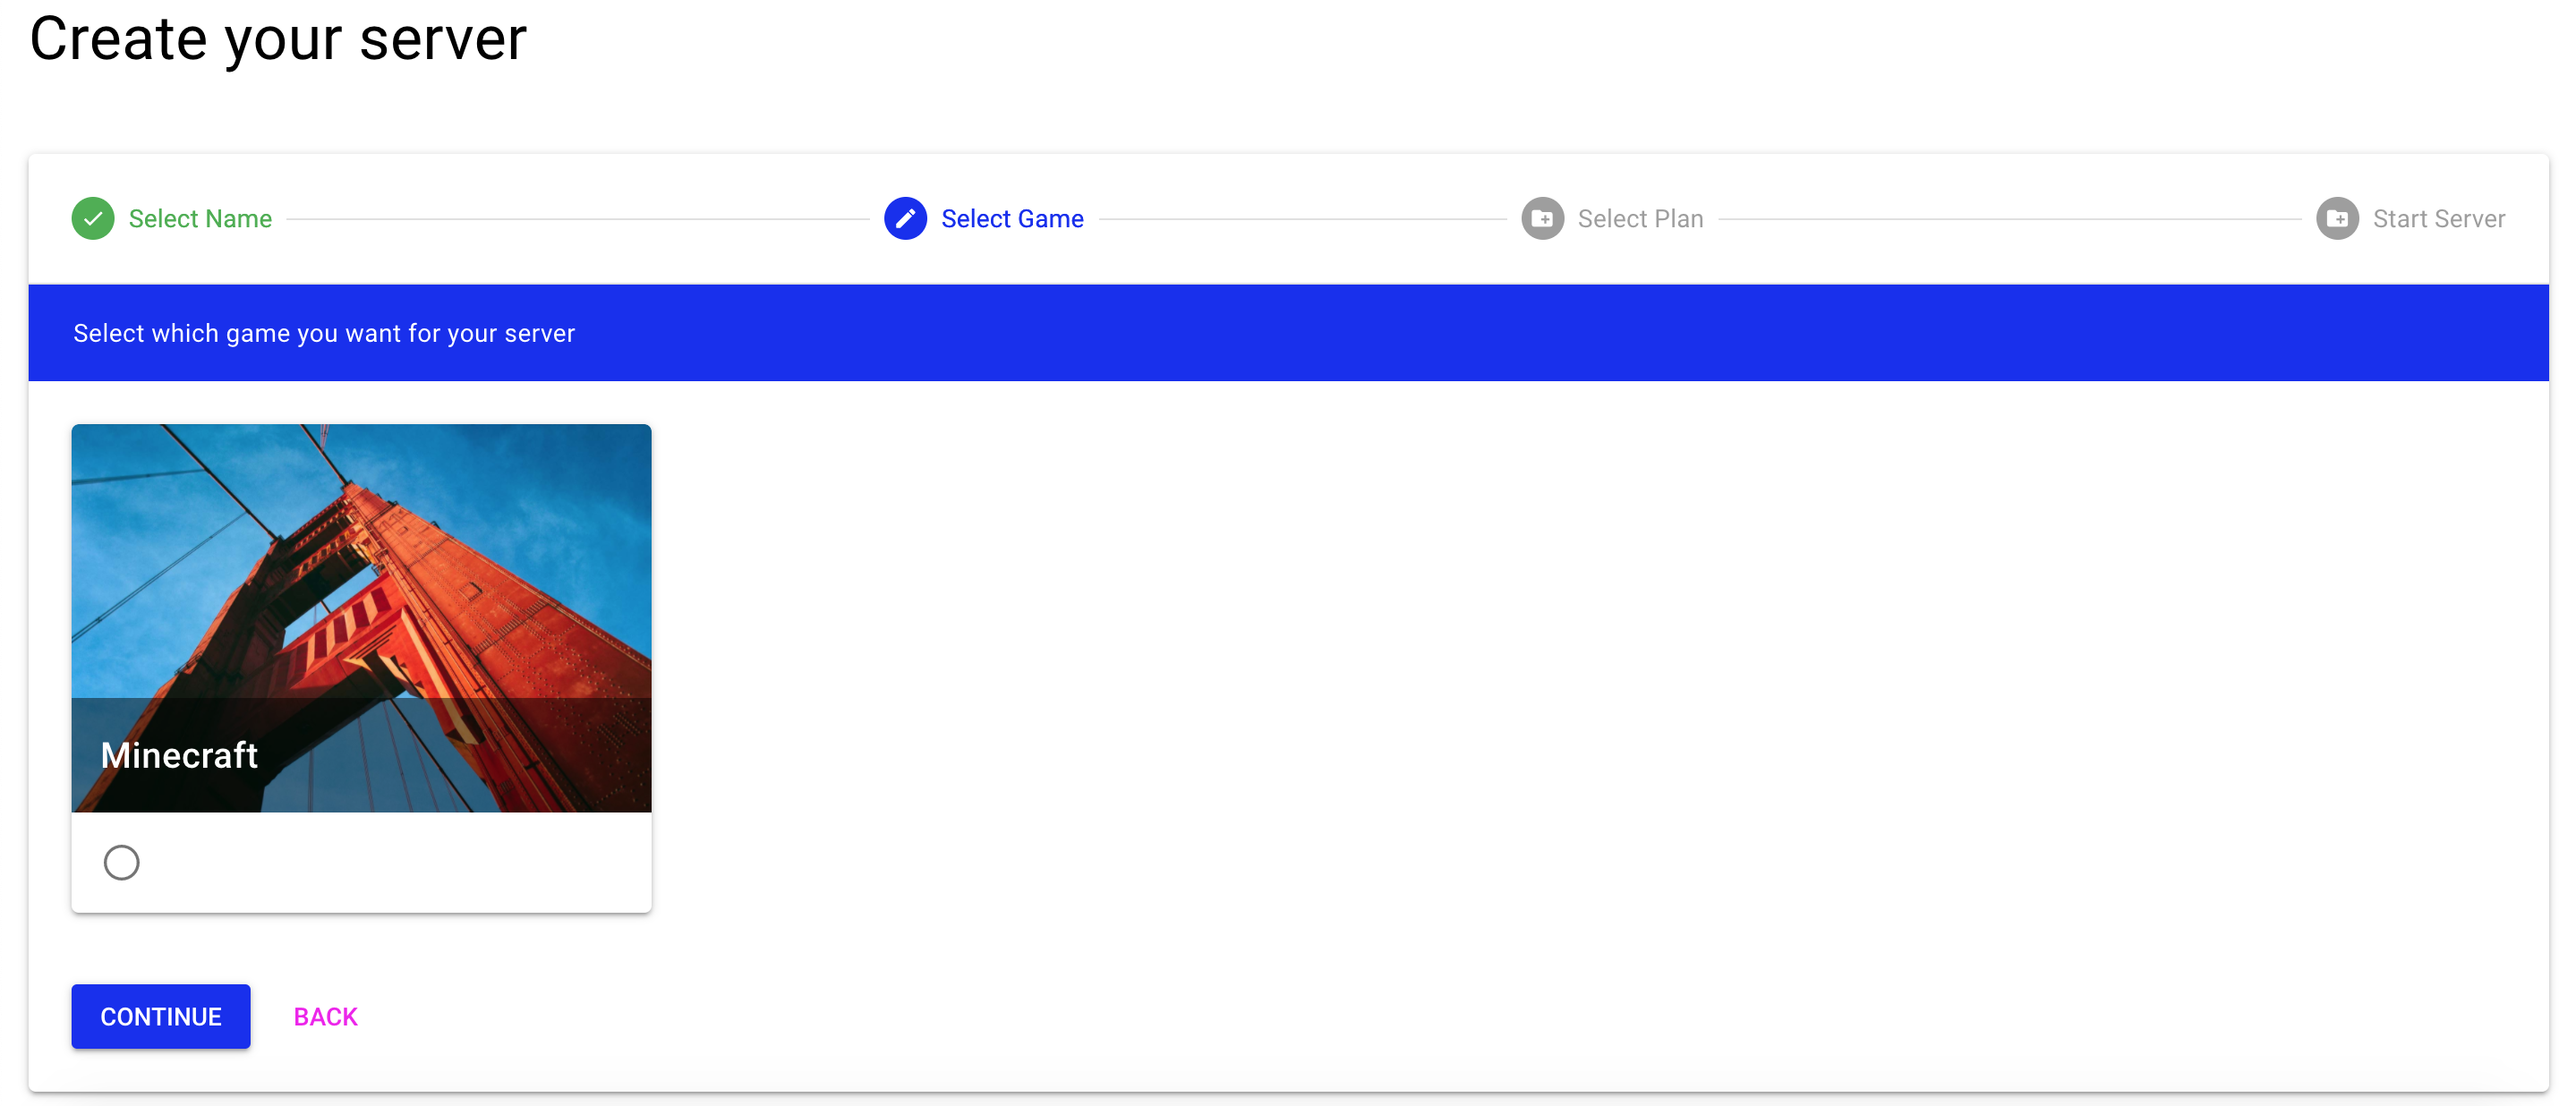 Create your server
Select Name
Select Game
Select Plan
Start Server
Select which game you want for your server
Minecraft
CONTINUE
BACK